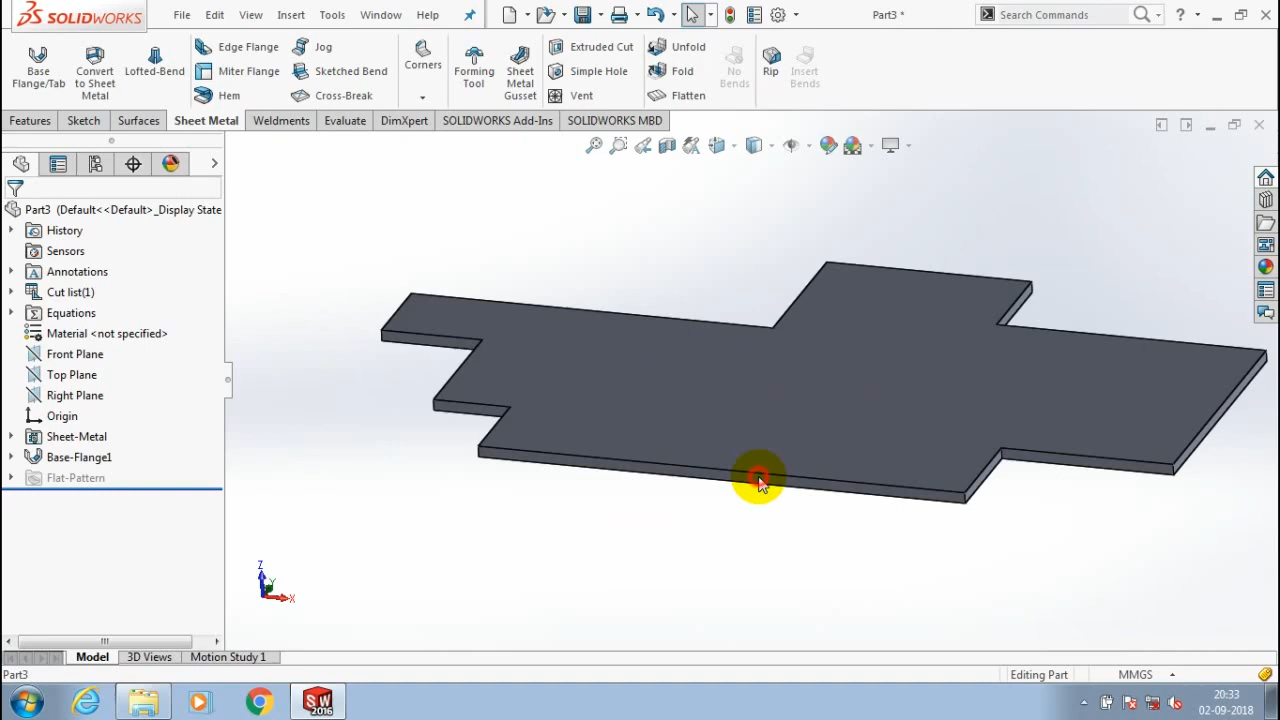 SOLIDWORKS File Edit View Insert Tools Window Help Part3 * Search Commands
Base Flange/Tab
Convert to Sheet Metal
Lofted-Bend
Edge Flange
Miter Flange
Hem
Jog
Sketched Bend
Cross-Break
Corners
Forming Tool
Sheet Metal Gusset
Extruded Cut
Simple Hole
Vent
Unfold
Fold
Flatten
No Bends
Rip
Insert Bends
Features Sketch Surfaces Sheet Metal Weldments Evaluate DimXpert SOLIDWORKS Add-Ins SOLIDWORKS MBD
Part3 (Default<<Default>_Display State
History
Sensors
Annotations
Cut list(1)
Equations
Material <not specified>
Front Plane
Top Plane
Right Plane
Origin
Sheet-Metal
Base-Flange1
Flat-Pattern
Z
Y
X
Model 3D Views Motion Study 1
Part3 Editing Part MMGS
SW 2016
20:33
02-09-2018